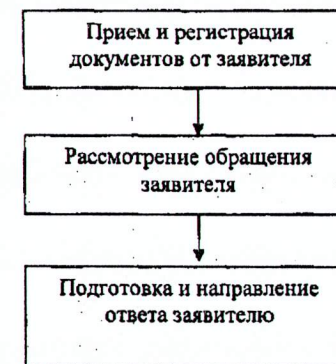 Прием и регистрация
документов от заявителя
Рассмотрение обращения
заявителя
Подготовка и направление
ответа заявителю